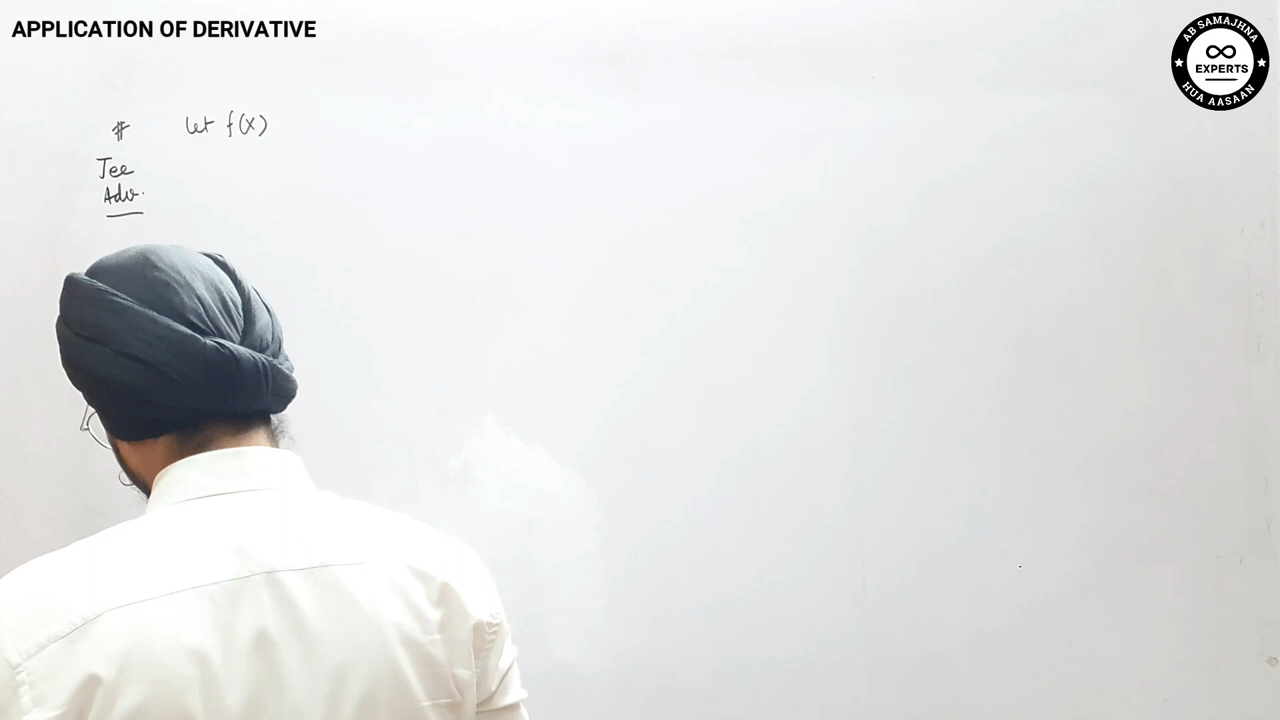 APPLICATION OF DERIVATIVE
AB SAMAJHNA
∞
EXPERTS
HUA AASAAN
# let f(x)
Jee
Adv.